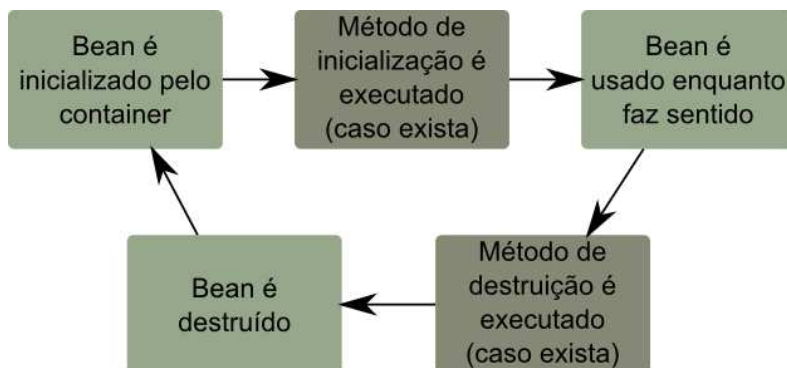 Bean é
inicializado pelo
container
Método de
inicialização é
executado
(caso exista)
Bean é
usado enquanto
faz sentido
Método de
destruição é
executado
(caso exista)
Bean é
destruído